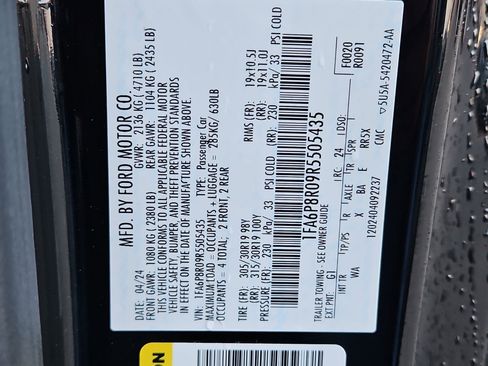 MFD. BY FORD MOTOR CO.
DATE: 04/24 GVWR: 2136 KG ( 4710 LB)
FRONT GAWR: 1080 KG ( 2380 LB) REAR GAWR: 1104 KG ( 2435 LB)
THIS VEHICLE CONFORMS TO ALL APPLICABLE FEDERAL MOTOR
VEHICLE SAFETY, BUMPER, AND THEFT PREVENTION STANDARDS
IN EFFECT ON THE DATE OF MANUFACTURE SHOWN ABOVE.
VIN: 1FA6P8R09R5505435 TYPE: Passenger Car
MAXIMUM LOAD = OCCUPANTS + LUGGAGE = 285KG/ 630LB
OCCUPANTS = 4 TOTAL: 2 FRONT, 2 REAR
TIRE (FR): 305/30R19 98Y RIMS (FR): 19x10.5J
(RR): 315/30R19 100Y (RR): 19x11.0J
PRESSURE (FR): 230 kPa/ 33 PSI COLD (RR): 230 kPa/ 33 PSI COLD
1FA6P8R09R5505435
TRAILER TOWING - SEE OWNER GUIDE
F0020
R0091
EXT PNT: G1 RC: 24 DSO:
WA
INT TR TP/PS R AXLE TR SPR
X BA E RR5X
1202404092237 CMC
▽5U5A-5420472-AA
ON